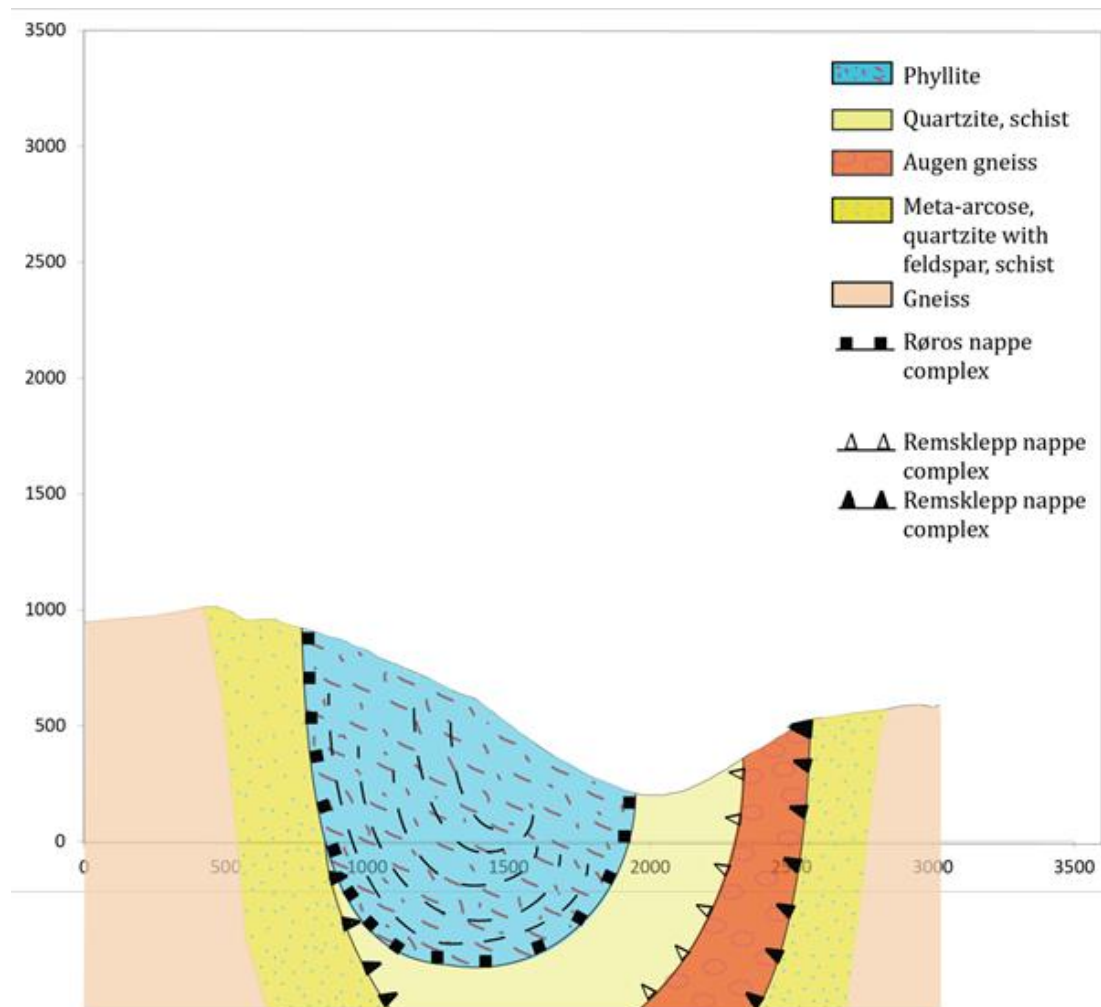 3500
3000
2500
2000
1500
1000
500
0
0 500 1000 1500 2000 2500 3000 3500
Phyllite
Quartzite, schist
Augen gneiss
Meta-arcose,
quartzite with
feldspar, schist
Gneiss
Røros nappe
complex
Remsklepp nappe
complex
Remsklepp nappe
complex